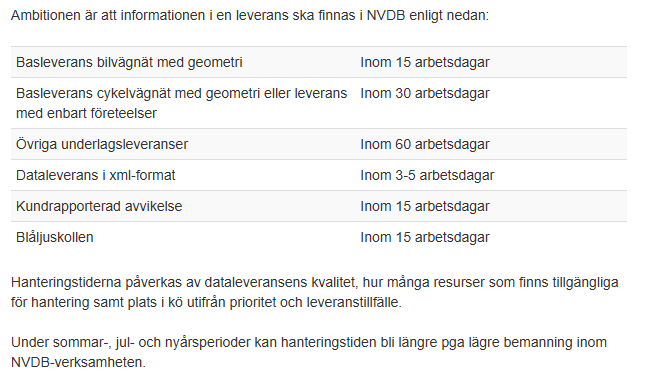 Ambitionen är att informationen i en leverans ska finnas i NVDB enligt nedan:
Basleverans bilvägnät med geometri Inom 15 arbetsdagar
Basleverans cykelvägnät med geometri eller leverans Inom 30 arbetsdagar
med enbart företeelser
Övriga underlagsleveranser Inom 60 arbetsdagar
Dataleverans i xml-format Inom 3-5 arbetsdagar
Kundrapporterad avvikelse Inom 15 arbetsdagar
Blåljuskollen Inom 15 arbetsdagar
Hanteringstiderna påverkas av dataleveransens kvalitet, hur många resurser som finns tillgängliga
för hantering samt plats i kö utifrån prioritet och leveranstillfälle.
Under sommar-, jul- och nyårsperioder kan hanteringstiden bli längre pga lägre bemanning inom
NVDB-verksamheten.